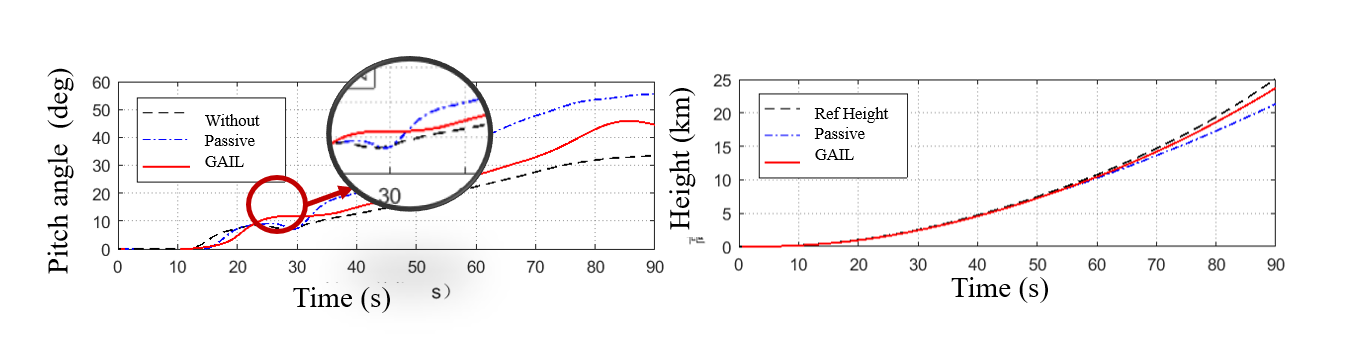 Pitch angle (deg)
60
50
40
30
20
10
0
Without
Passive
GAIL
30
0 10 20 30 40 50 60 70 80 90
Time (s)
s）
Height (km)
25
20
15
10
5
0
Ref Height
Passive
GAIL
0 10 20 30 40 50 60 70 80 90
Time (s)